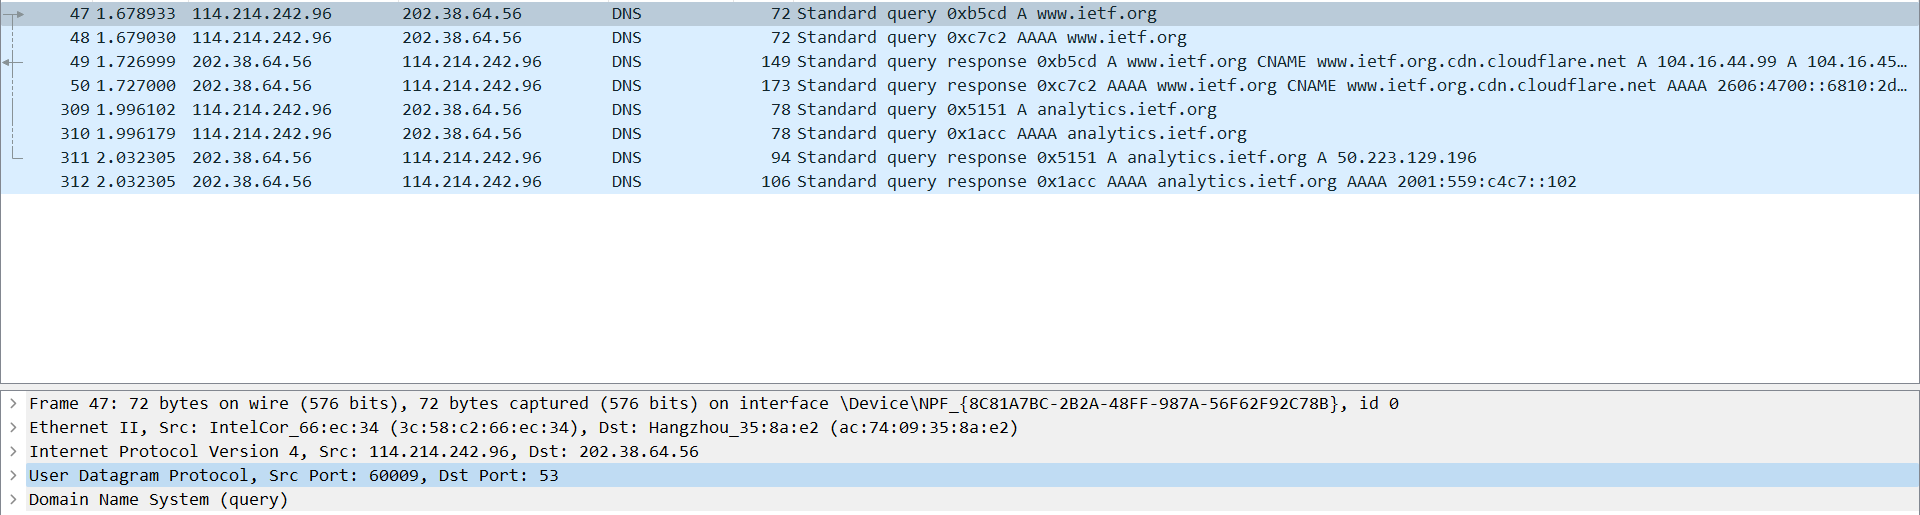 47 1.678933 114.214.242.96 202.38.64.56 DNS 72 Standard query 0xb5cd A www.ietf.org
48 1.679030 114.214.242.96 202.38.64.56 DNS 72 Standard query 0xc7c2 AAAA www.ietf.org
49 1.726999 202.38.64.56 114.214.242.96 DNS 149 Standard query response 0xb5cd A www.ietf.org CNAME www.ietf.org.cdn.cloudflare.net A 104.16.44.99 A 104.16.45…
50 1.727000 202.38.64.56 114.214.242.96 DNS 173 Standard query response 0xc7c2 AAAA www.ietf.org CNAME www.ietf.org.cdn.cloudflare.net AAAA 2606:4700::6810:2d…
309 1.996102 114.214.242.96 202.38.64.56 DNS 78 Standard query 0x5151 A analytics.ietf.org
310 1.996179 114.214.242.96 202.38.64.56 DNS 78 Standard query 0x1acc AAAA analytics.ietf.org
311 2.032305 202.38.64.56 114.214.242.96 DNS 94 Standard query response 0x5151 A analytics.ietf.org A 50.223.129.196
312 2.032305 202.38.64.56 114.214.242.96 DNS 106 Standard query response 0x1acc AAAA analytics.ietf.org AAAA 2001:559:c4c7::102
Frame 47: 72 bytes on wire (576 bits), 72 bytes captured (576 bits) on interface \Device\NPF_{8C81A7BC-2B2A-48FF-987A-56F62F92C78B}, id 0
Ethernet II, Src: IntelCor_66:ec:34 (3c:58:c2:66:ec:34), Dst: Hangzhou_35:8a:e2 (ac:74:09:35:8a:e2)
Internet Protocol Version 4, Src: 114.214.242.96, Dst: 202.38.64.56
User Datagram Protocol, Src Port: 60009, Dst Port: 53
Domain Name System (query)